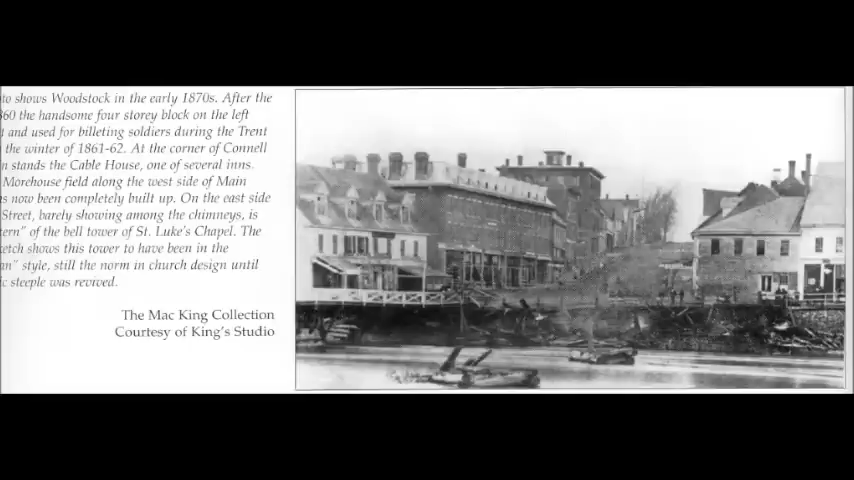 to shows Woodstock in the early 1870s. After the
360 the handsome four storey block on the left
t and used for billeting soldiers during the Trent
the winter of 1861-62. At the corner of Connell
n stands the Cable House, one of several inns.
Morehouse field along the west side of Main
s now been completely built up. On the east side
Street, barely showing among the chimneys, is
tern" of the bell tower of St. Luke's Chapel. The
ketch shows this tower to have been in the
an" style, still the norm in church design until
ic steeple was revived.
The Mac King Collection
Courtesy of King's Studio